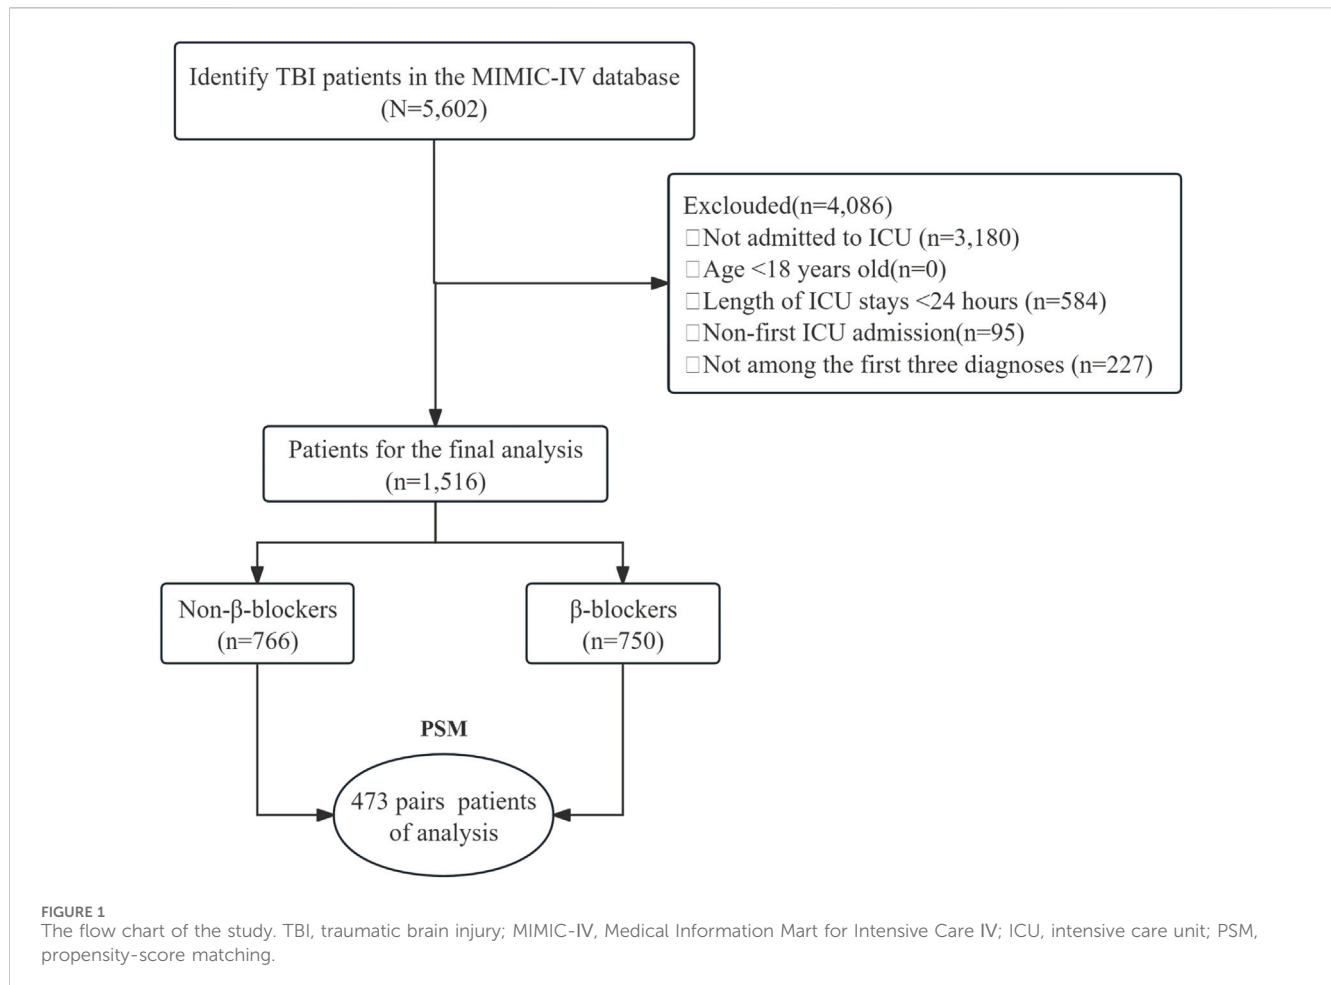 Identify TBI patients in the MIMIC-IV database
(N=5,602)
Exclouded(n=4,086)
□Not admitted to ICU (n=3,180)
□Age <18 years old(n=0)
□Length of ICU stays <24 hours (n=584)
□Non-first ICU admission(n=95)
□Not among the first three diagnoses (n=227)
Patients for the final analysis
(n=1,516)
Non-β-blockers
(n=766)
β-blockers
(n=750)
PSM
473 pairs patients
of analysis
FIGURE 1
The flow chart of the study. TBI, traumatic brain injury; MIMIC-IV, Medical Information Mart for Intensive Care IV; ICU, intensive care unit; PSM,
propensity-score matching.